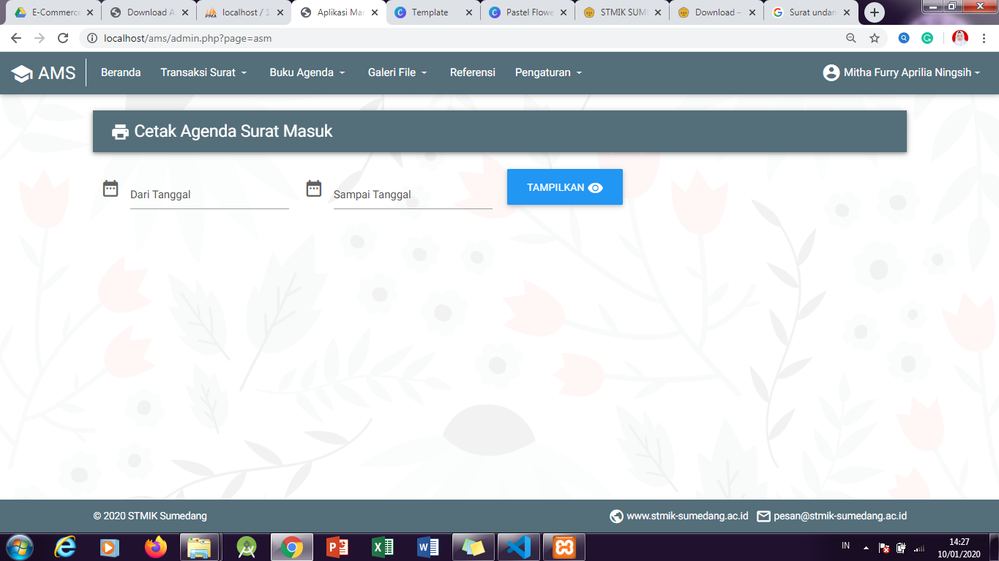 E-Commerce
Download A
localhost / 1
Aplikasi Mar
Template
Pastel Flowe
STMIK SUM
Download –
Surat undan
localhost/ams/admin.php?page=asm
AMS
Beranda
Transaksi Surat
Buku Agenda
Galeri File
Referensi
Pengaturan
Mitha Furry Aprilia Ningsih
Cetak Agenda Surat Masuk
Dari Tanggal
Sampai Tanggal
TAMPILKAN
© 2020 STMIK Sumedang
www.stmik-sumedang.ac.id
pesan@stmik-sumedang.ac.id
IN
14:27
10/01/2020